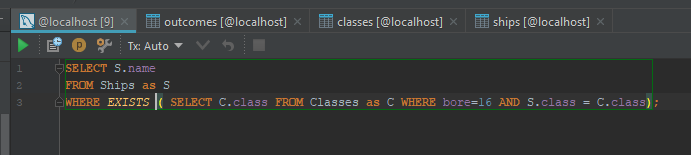 @localhost [9] outcomes [@localhost] classes [@localhost] ships [@localhost]
Tx: Auto
1 SELECT S.name
2 FROM Ships as S
3 WHERE EXISTS ( SELECT C.class FROM Classes as C WHERE bore=16 AND S.class = C.class);